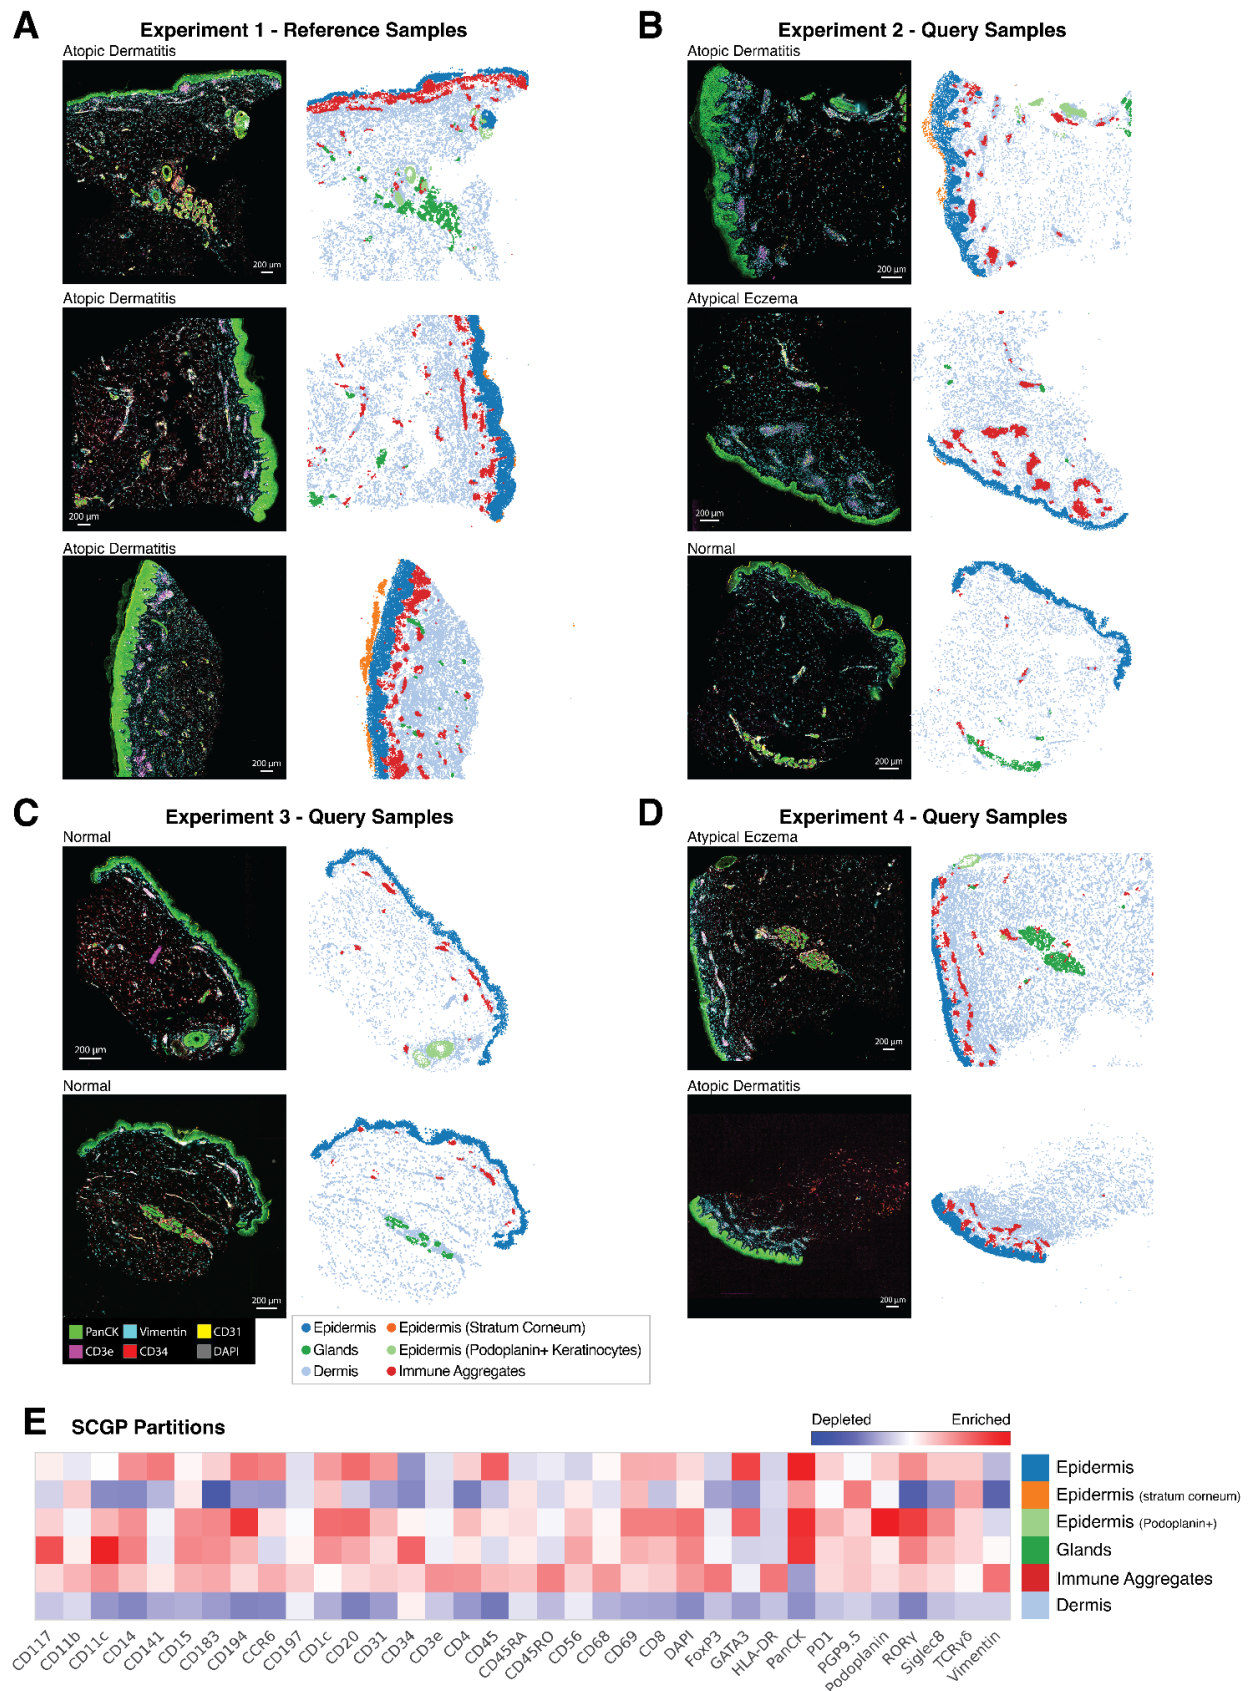 A
Experiment 1 - Reference Samples
Atopic Dermatitis
200 µm
Atopic Dermatitis
200 µm
Atopic Dermatitis
200 µm
B
Experiment 2 - Query Samples
Atopic Dermatitis
200 µm
Atypical Eczema
200 µm
Normal
200 µm
C
Experiment 3 - Query Samples
Normal
200 µm
Normal
200 µm
PanCK Vimentin CD31
CD3e CD34 DAPI
Epidermis Epidermis (Stratum Corneum)
Glands Epidermis (Podoplanin+ Keratinocytes)
Dermis Immune Aggregates
D
Experiment 4 - Query Samples
Atypical Eczema
200 µm
Atopic Dermatitis
200 µm
E
SCGP Partitions
Depleted Enriched
Epidermis
Epidermis (stratum corneum)
Epidermis (Podoplanin+)
Glands
Immune Aggregates
Dermis
CD117
CD11b
CD11c
CD14
CD141
CD15
CD183
CD194
CCR6
CD197
CD1c
CD20
CD31
CD34
CD3e
CD4
CD45
CD45RA
CD45RO
CD56
CD68
CD69
CD8
DAPI
FoxP3
GATA3
HLA-DR
PanCK
PD1
PGP9.5
Podoplanin
RORγ
Siglec8
TCRγδ
Vimentin